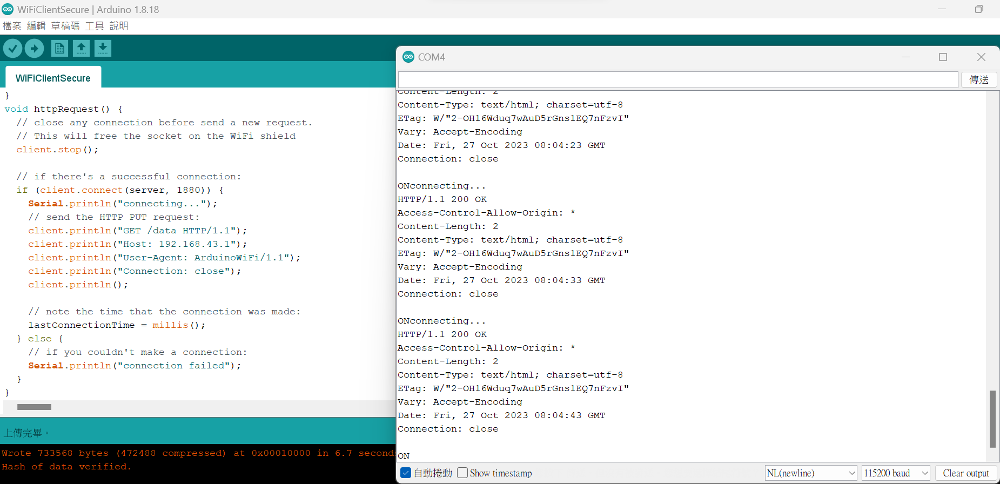 WiFiClientSecure | Arduino 1.8.18
檔案 編輯 草稿碼 工具 說明
WiFiClientSecure
}
void httpRequest() {
// close any connection before send a new request.
// This will free the socket on the WiFi shield
client.stop();
// if there's a successful connection:
if (client.connect(server, 1880)) {
Serial.println("connecting...");
// send the HTTP PUT request:
client.println("GET /data HTTP/1.1");
client.println("Host: 192.168.43.1");
client.println("User-Agent: ArduinoWiFi/1.1");
client.println("Connection: close");
client.println();
// note the time that the connection was made:
lastConnectionTime = millis();
} else {
// if you couldn't make a connection:
Serial.println("connection failed");
}
}
上傳完畢。
Wrote 733568 bytes (472488 compressed) at 0x00010000 in 6.7 second
Hash of data verified.
COM4
傳送
Content-Length: 2
Content-Type: text/html; charset=utf-8
ETag: W/"2-OH16Wduq7wAuD5rGns1EQ7nFzvI"
Vary: Accept-Encoding
Date: Fri, 27 Oct 2023 08:04:23 GMT
Connection: close
ONconnecting...
HTTP/1.1 200 OK
Access-Control-Allow-Origin: *
Content-Length: 2
Content-Type: text/html; charset=utf-8
ETag: W/"2-OH16Wduq7wAuD5rGns1EQ7nFzvI"
Vary: Accept-Encoding
Date: Fri, 27 Oct 2023 08:04:33 GMT
Connection: close
ONconnecting...
HTTP/1.1 200 OK
Access-Control-Allow-Origin: *
Content-Length: 2
Content-Type: text/html; charset=utf-8
ETag: W/"2-OH16Wduq7wAuD5rGns1EQ7nFzvI"
Vary: Accept-Encoding
Date: Fri, 27 Oct 2023 08:04:43 GMT
Connection: close
ON
自動捲動 Show timestamp NL(newline) 115200 baud Clear output